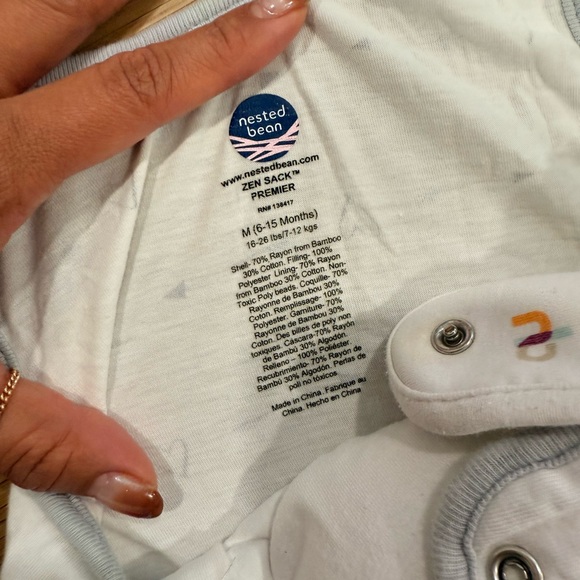 nested
bean
www.nestedbean.com
ZEN SACK™
PREMIER
RN# 138417
M (6-15 Months)
16-26 lbs/7-12 kgs
Shell- 70% Rayon from Bamboo
30% Cotton. Filling- 100%
Polyester Lining- 70% Rayon
from Bamboo 30% Cotton. Non-
Toxic Poly beads. Coquille- 70%
Rayonne de Bambou 30%
Coton. Remplissage- 100%
Polyester. Garniture- 70%
Rayonne de Bambou 30%
Coton. Des billes de poly non
toxiques. Cáscara-70% Rayón
de Bambú 30% Algodón.
Relleno – 100% Poliéster.
Recubrimiento- 70% Rayón de
Bambú 30% Algodón. Perlas de
poli no tóxicos.
Made in China. Fabriqué au
China. Hecho en China